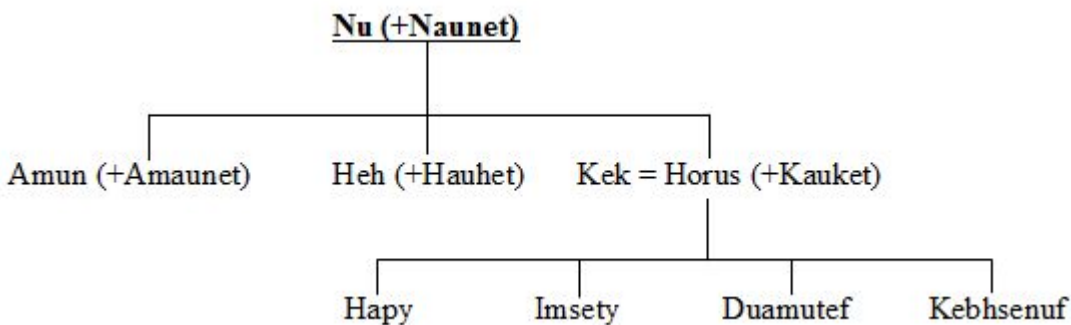 Nu (+Naunet)
Amun (+Amaunet) Heh (+Hauhet) Kek = Horus (+Kauket)
Hapy Imsety Duamutef Kebhsenuf